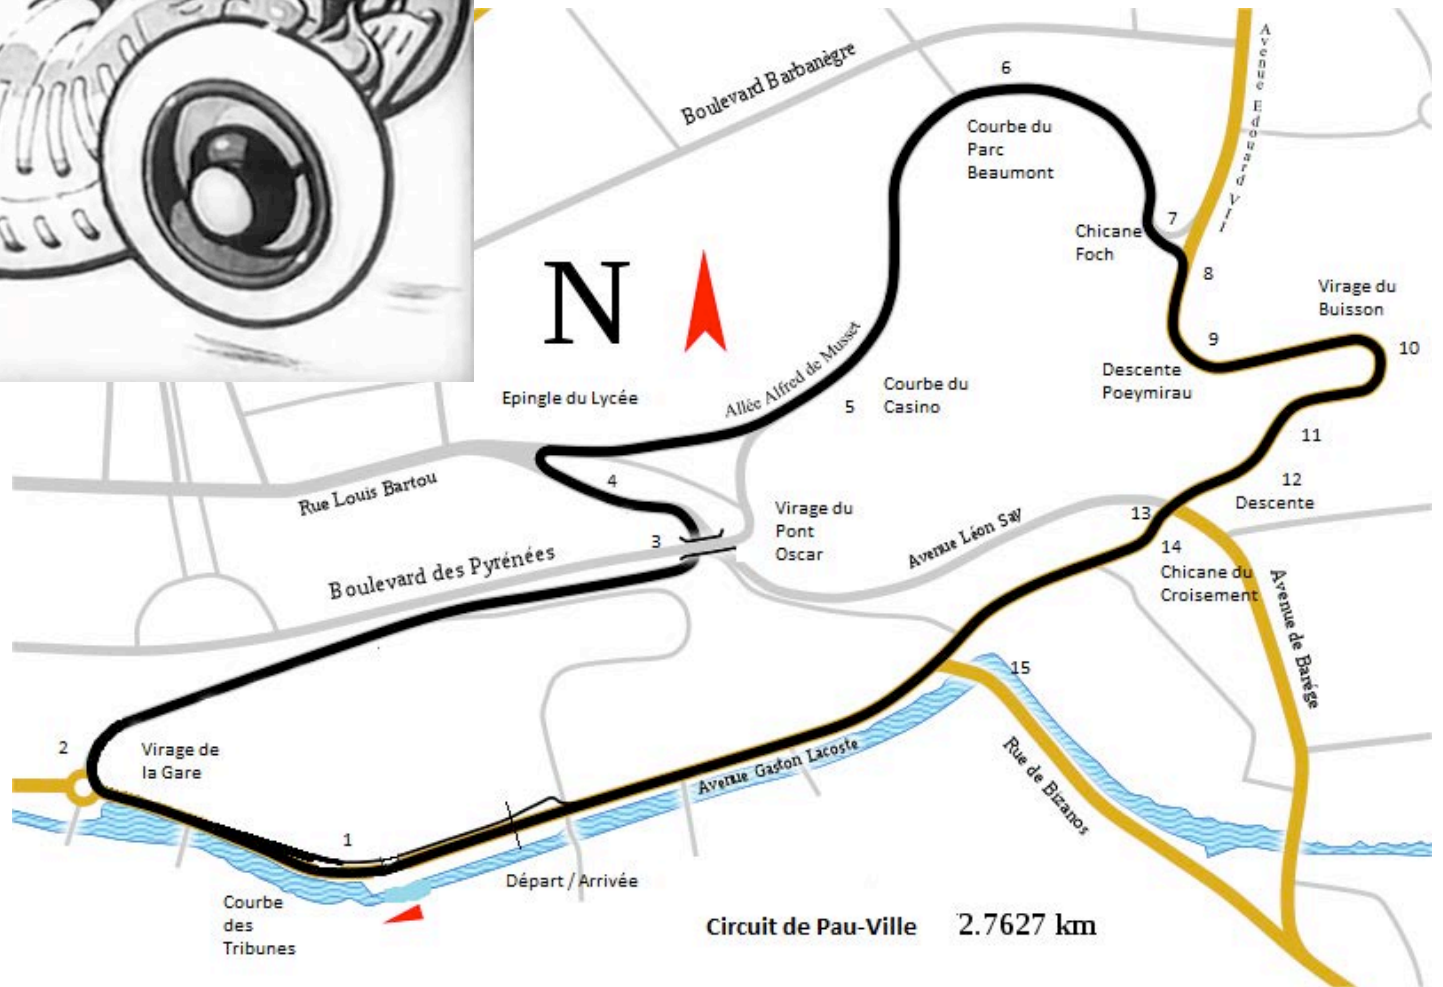 6
Boulevard Barbanègre
Avenue Edouard VII
Courbe du
Parc
Beaumont
7
Chicane
Foch
N
8
Virage du
Buisson
9
10
Descente
Poeymirau
Allée Alfred de Musset
Courbe du
Casino
5
Epingle du Lycée
11
4
Rue Louis Bartou
12
Descente
Virage du
Pont
Oscar
13
Avenue Léon Say
3
14
Chicane du
Croisement
Boulevard des Pyrénées
Avenue de Barége
15
2
Virage de
la Gare
Avenue Gaston Lacoste
Rue de Bizanos
1
Départ / Arrivée
Courbe
des
Tribunes
Circuit de Pau-Ville 2.7627 km